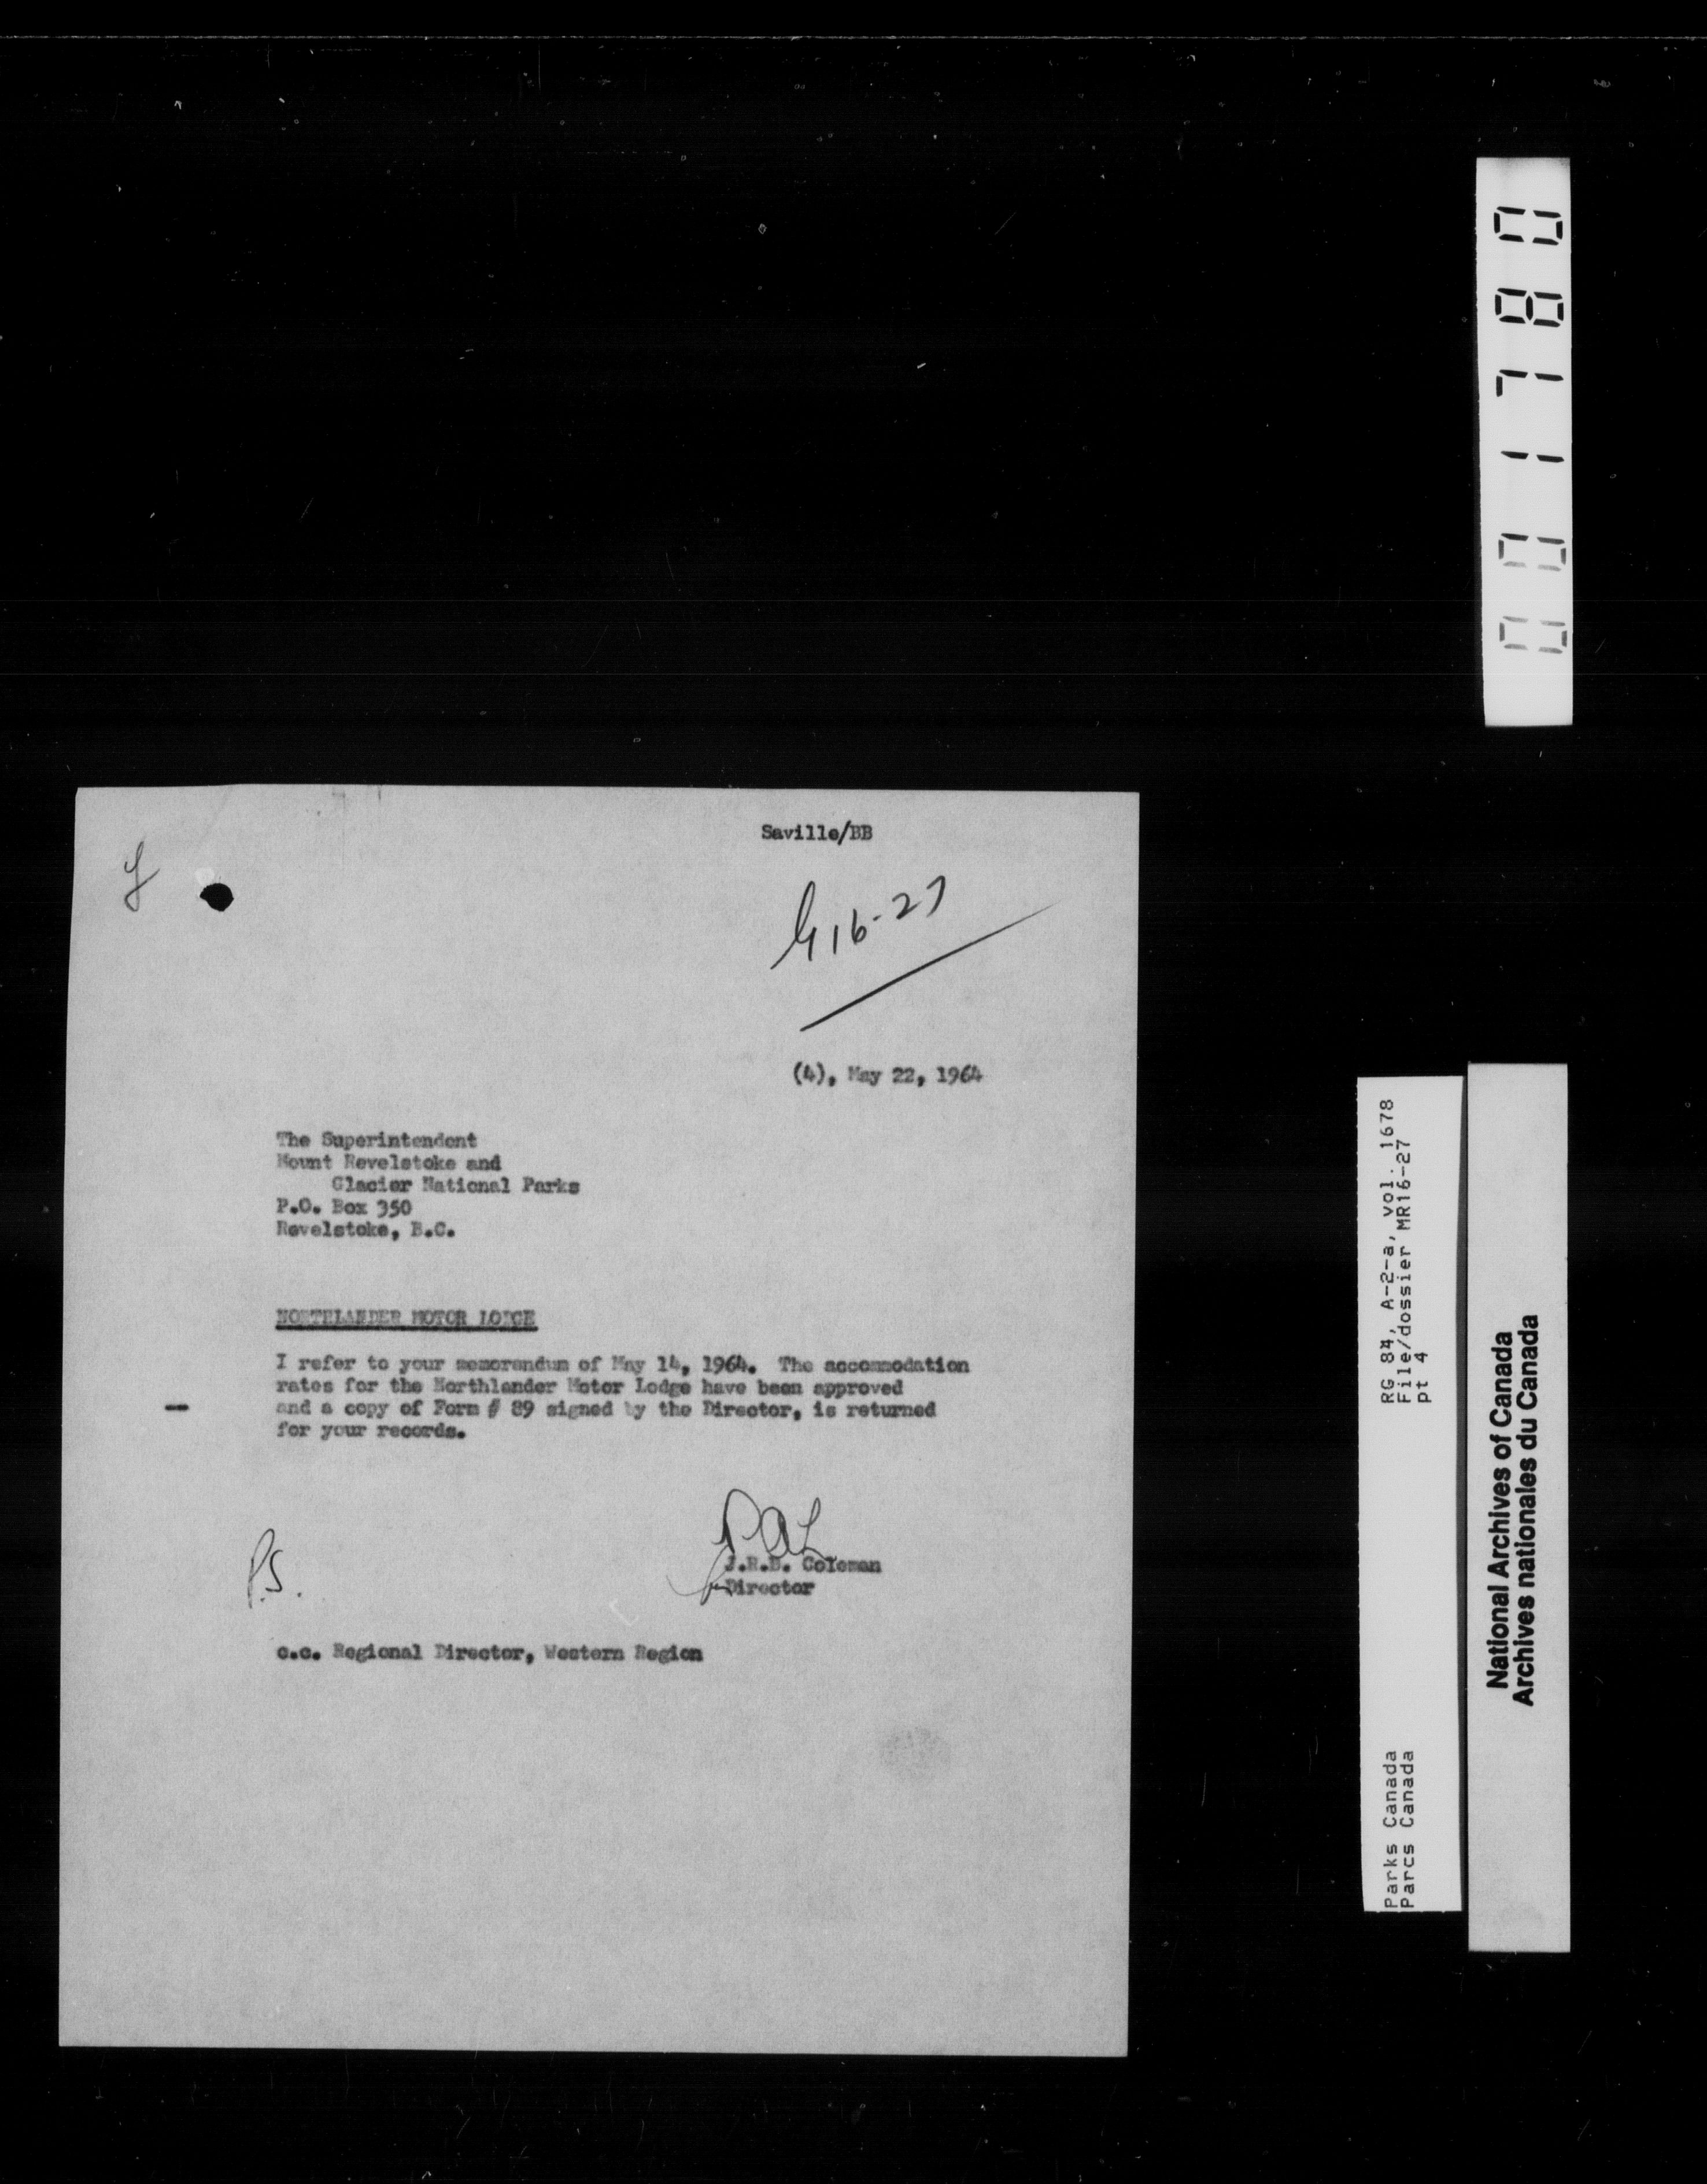 Saville/BB
G16-27
(4), May 22, 1964
The Superintendent
Mount Revelstoke and
Glacier National Parks
P.O. Box 350
Revelstoke, B.C.
NORTHLANDER MOTOR LODGE
I refer to your memorandum of May 14, 1964. The accommodation
rates for the Northlander Motor Lodge have been approved
and a copy of Form # 89 signed by the Director, is returned
for your records.
P.S.
J.R.B. Coleman
for Director
c.c. Regional Director, Western Region
001780
RG 84, A-2-a, vol. 1678
File/dossier MR16-27
pt 4
Parks Canada
Parcs Canada
National Archives of Canada
Archives nationales du Canada